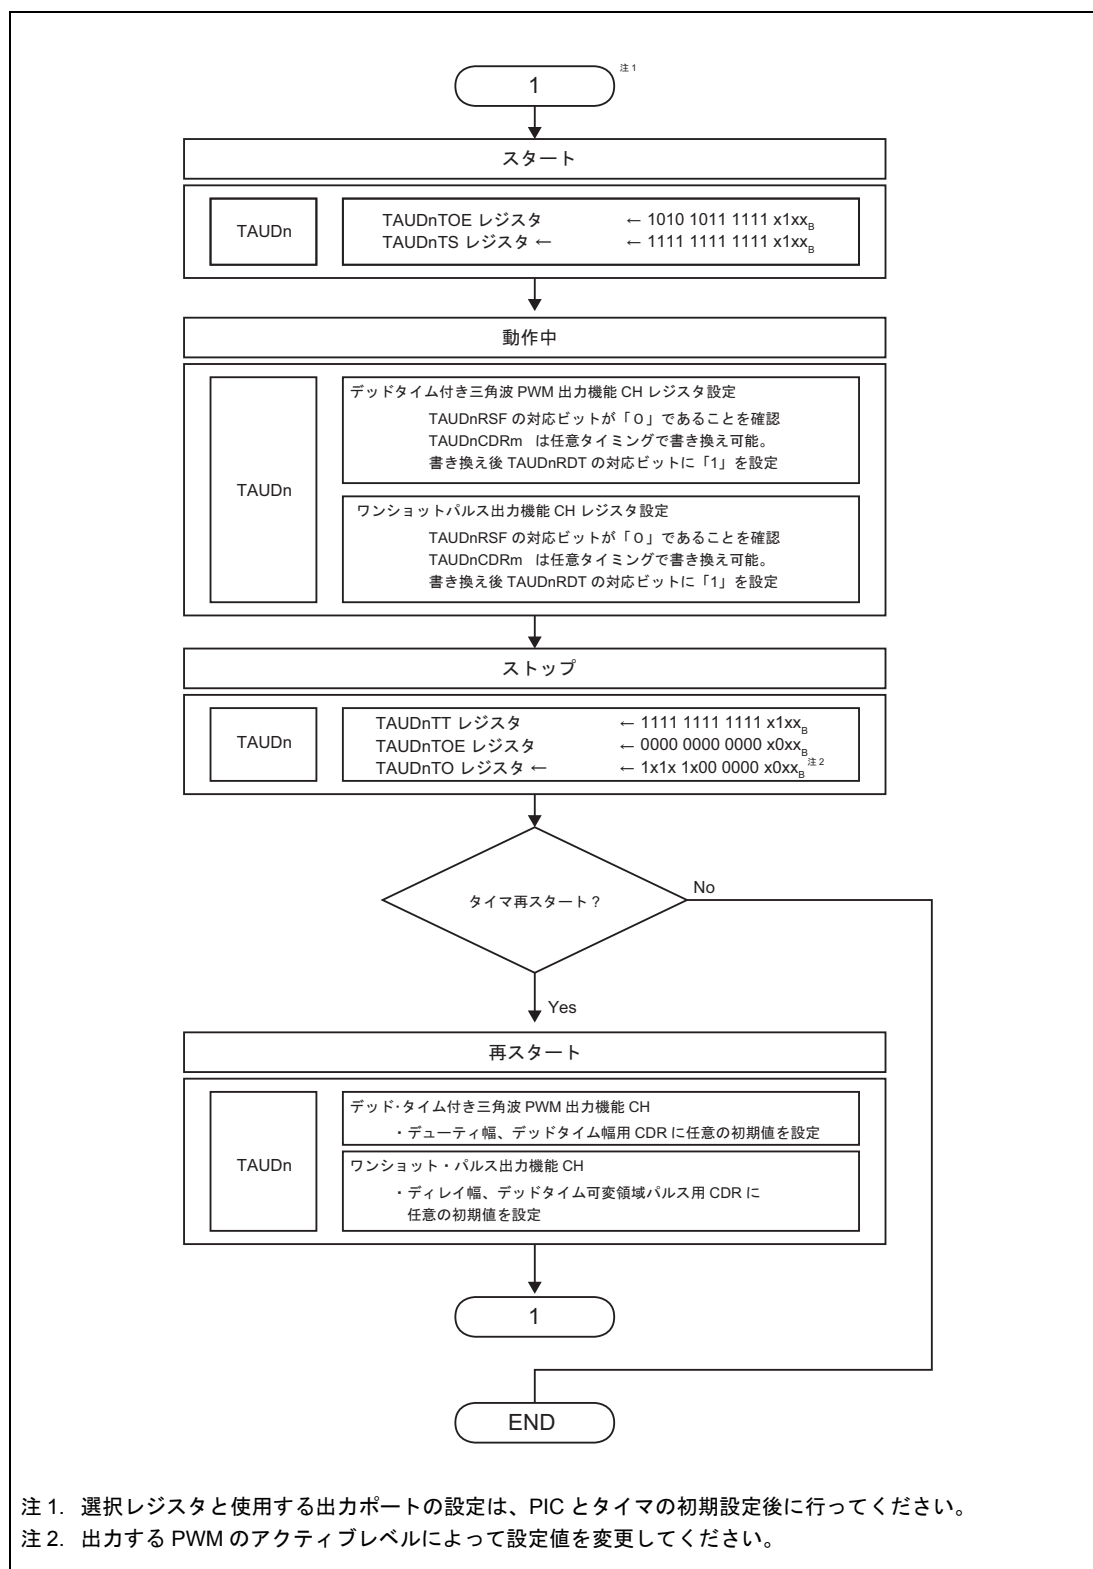 1 注 1
スタート
TAUDn
TAUDnTOE レジスタ ← 1010 1011 1111 x1xxB
TAUDnTS レジスタ ← ← 1111 1111 1111 x1xxB
動作中
TAUDn
デッドタイム付き三角波 PWM 出力機能 CH レジスタ設定
TAUDnRSF の対応ビットが「0」であることを確認
TAUDnCDRm は任意タイミングで書き換え可能。
書き換え後 TAUDnRDT の対応ビットに「1」を設定
ワンショットパルス出力機能 CH レジスタ設定
TAUDnRSF の対応ビットが「0」であることを確認
TAUDnCDRm は任意タイミングで書き換え可能。
書き換え後 TAUDnRDT の対応ビットに「1」を設定
ストップ
TAUDn
TAUDnTT レジスタ ← 1111 1111 1111 x1xxB
TAUDnTOE レジスタ ← 0000 0000 0000 x0xxB
TAUDnTO レジスタ ← ← 1x1x 1x00 0000 x0xxB 注 2
タイマ再スタート？
No
Yes
再スタート
TAUDn
デッド・タイム付き三角波 PWM 出力機能 CH
・デューティ幅、デッドタイム幅用 CDR に任意の初期値を設定
ワンショット・パルス出力機能 CH
・ディレイ幅、デッドタイム可変領域パルス用 CDR に
任意の初期値を設定
1
END
注 1. 選択レジスタと使用する出力ポートの設定は、PIC とタイマの初期設定後に行ってください。
注 2. 出力する PWM のアクティブレベルによって設定値を変更してください。